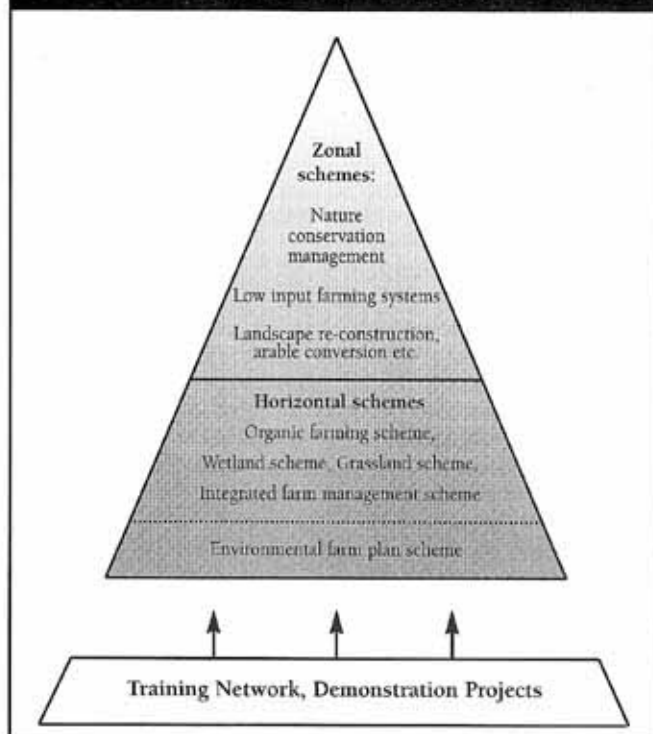 Zonal
schemes:
Nature
conservation
management
Low input farming systems
Landscape re-construction,
arable conversion etc.
Horizontal schemes
Organic farming scheme,
Wetland scheme, Grassland scheme,
Integrated farm management scheme
Environmental farm plan scheme
Training Network, Demonstration Projects